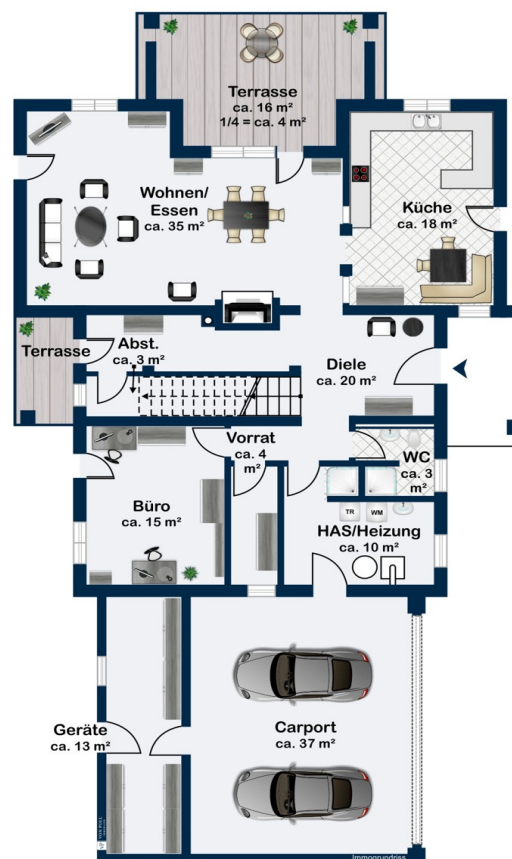 Terrasse
ca. 16 m²
1/4 = ca. 4 m²
Wohnen/
Essen
ca. 35 m²
Küche
ca. 18 m²
Terrasse
Abst.
ca. 3 m²
Diele
ca. 20 m²
Vorrat
ca. 4
m²
WC
ca. 3
m²
Büro
ca. 15 m²
TR
WM
HAS/Heizung
ca. 10 m²
Geräte
ca. 13 m²
Carport
ca. 37 m²
Immogrundriss